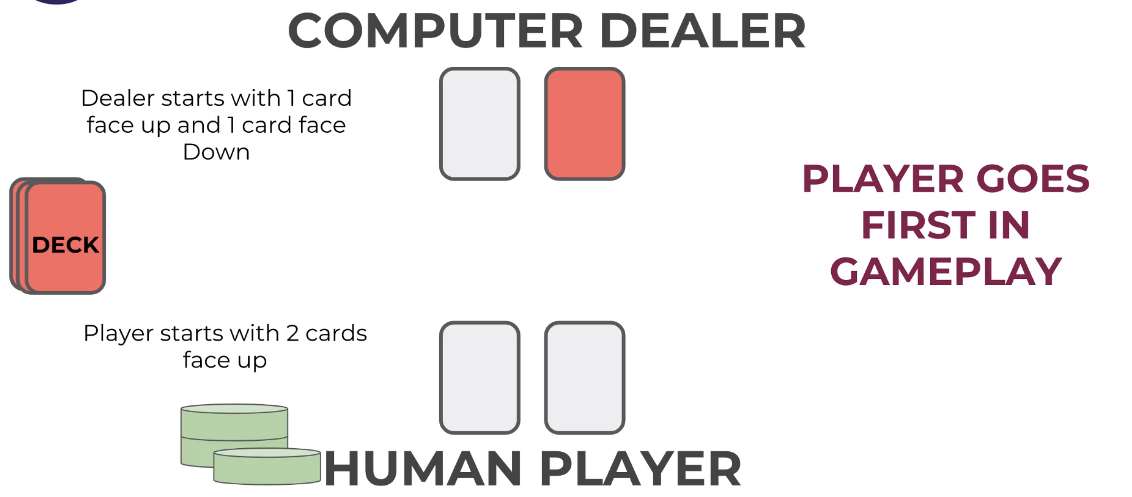 COMPUTER DEALER
Dealer starts with 1 card
face up and 1 card face
Down
PLAYER GOES
FIRST IN
GAMEPLAY
DECK
Player starts with 2 cards
face up
HUMAN PLAYER